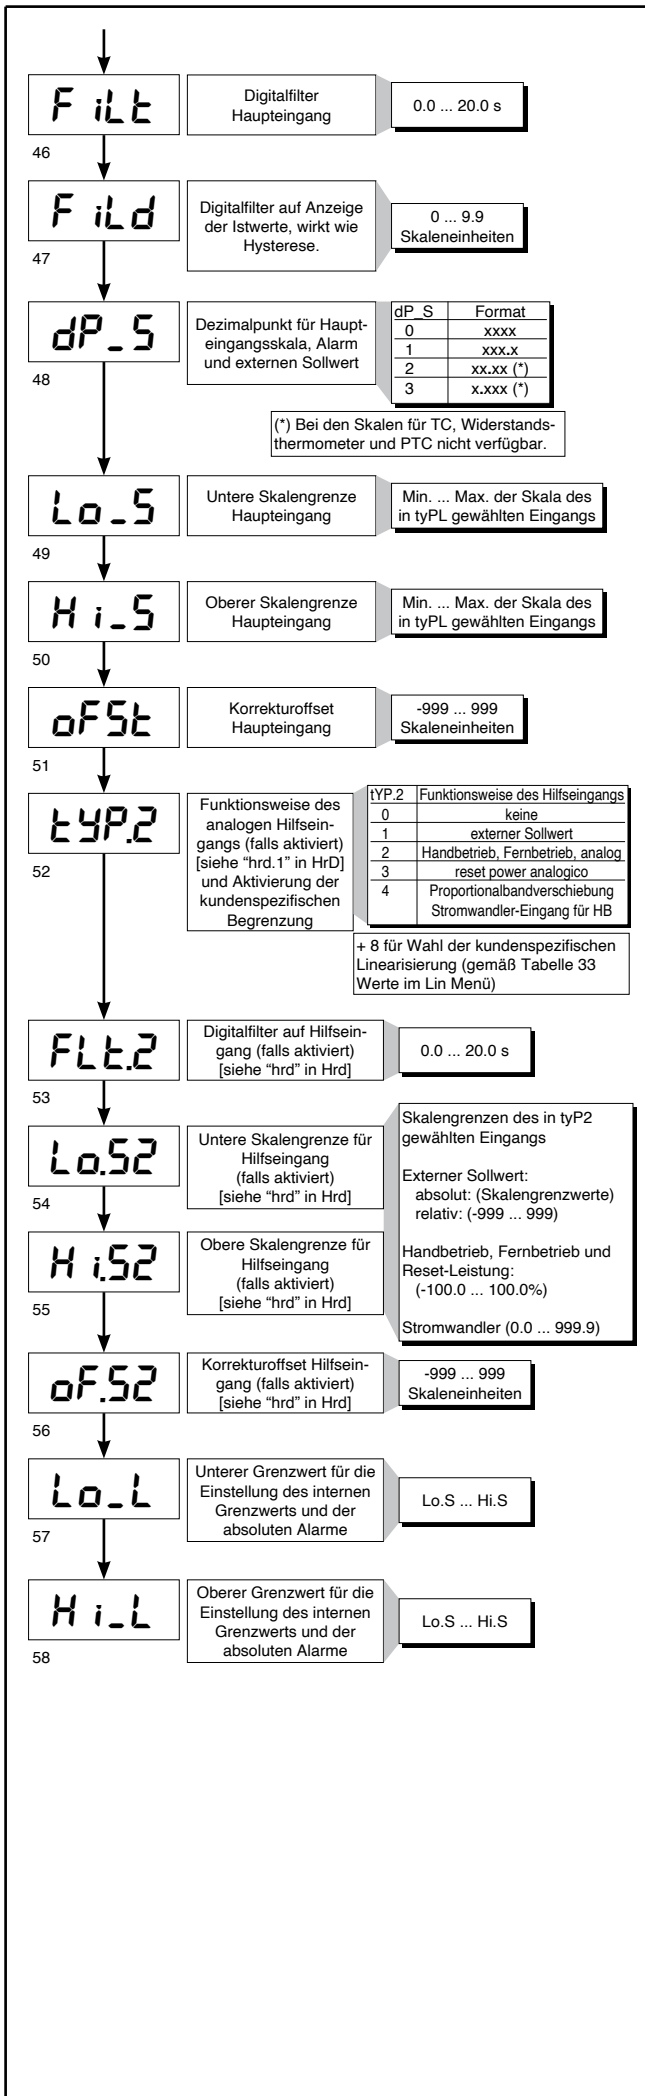 FiLt
Digitalfilter
Haupteingang
0.0 ... 20.0 s
46
FiLd
Digitalfilter auf Anzeige
der Istwerte, wirkt wie
Hysterese.
0 ... 9.9
Skaleneinheiten
47
dP_S
Dezimalpunkt für Haupt-
eingangsskala, Alarm
und externen Sollwert
dP_S Format
0 xxxx
1 xxx.x
2 xx.xx (*)
3 x.xxx (*)
48
(*) Bei den Skalen für TC, Widerstands-
thermometer und PTC nicht verfügbar.
Lo_S
Untere Skalengrenze
Haupteingang
Min. ... Max. der Skala des
in tyPL gewählten Eingangs
49
Hi_S
Oberer Skalengrenze
Haupteingang
Min. ... Max. der Skala des
in tyPL gewählten Eingangs
50
oFSt
Korrekturoffset
Haupteingang
-999 ... 999
Skaleneinheiten
51
tYP.2
Funktionsweise des
analogen Hilfsein-
gangs (falls aktiviert)
[siehe “hrd.1” in HrD]
und Aktivierung der
kundenspezifischen
Begrenzung
tYP.2 Funktionsweise des Hilfseingangs
0 keine
1 externer Sollwert
2 Handbetrieb, Fernbetrieb, analog
3 reset power analogico
4 Proportionalbandverschiebung
Stromwandler-Eingang für HB
52
+ 8 für Wahl der kundenspezifischen
Linearisierung (gemäß Tabelle 33
Werte im Lin Menü)
FLt.2
Digitalfilter auf Hilfsein-
gang (falls aktiviert)
[siehe “hrd” in Hrd]
0.0 ... 20.0 s
53
Lo.S2
Untere Skalengrenze für
Hilfseingang
(falls aktiviert)
[siehe “hrd” in Hrd]
54
Hi.S2
Obere Skalengrenze für
Hilfseingang
(falls aktiviert)
[siehe “hrd” in Hrd]
55
Skalengrenzen des in tyP2
gewählten Eingangs
Externer Sollwert:
absolut: (Skalengrenzwerte)
relativ: (-999 ... 999)
Handbetrieb, Fernbetrieb und
Reset-Leistung:
(-100.0 ... 100.0%)
Stromwandler (0.0 ... 999.9)
oF.S2
Korrekturoffset Hilfsein-
gang (falls aktiviert)
[siehe “hrd” in Hrd]
-999 ... 999
Skaleneinheiten
56
Lo_L
Unterer Grenzwert für die
Einstellung des internen
Grenzwerts und der
absoluten Alarme
Lo.S ... Hi.S
57
Hi_L
Oberer Grenzwert für die
Einstellung des internen
Grenzwerts und der
absoluten Alarme
Lo.S ... Hi.S
58